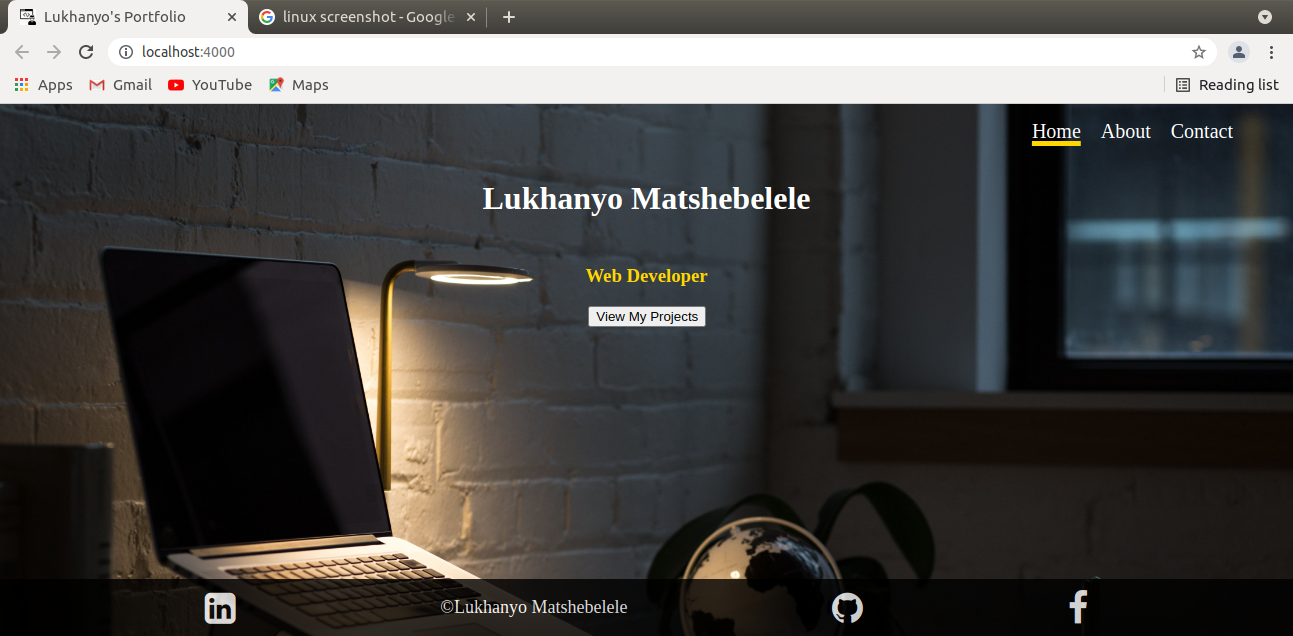 Lukhanyo's Portfolio
linux screenshot - Google
localhost:4000
Apps Gmail YouTube Maps Reading list
Home About Contact
Lukhanyo Matshebelele
Web Developer
View My Projects
in ©Lukhanyo Matshebelele f